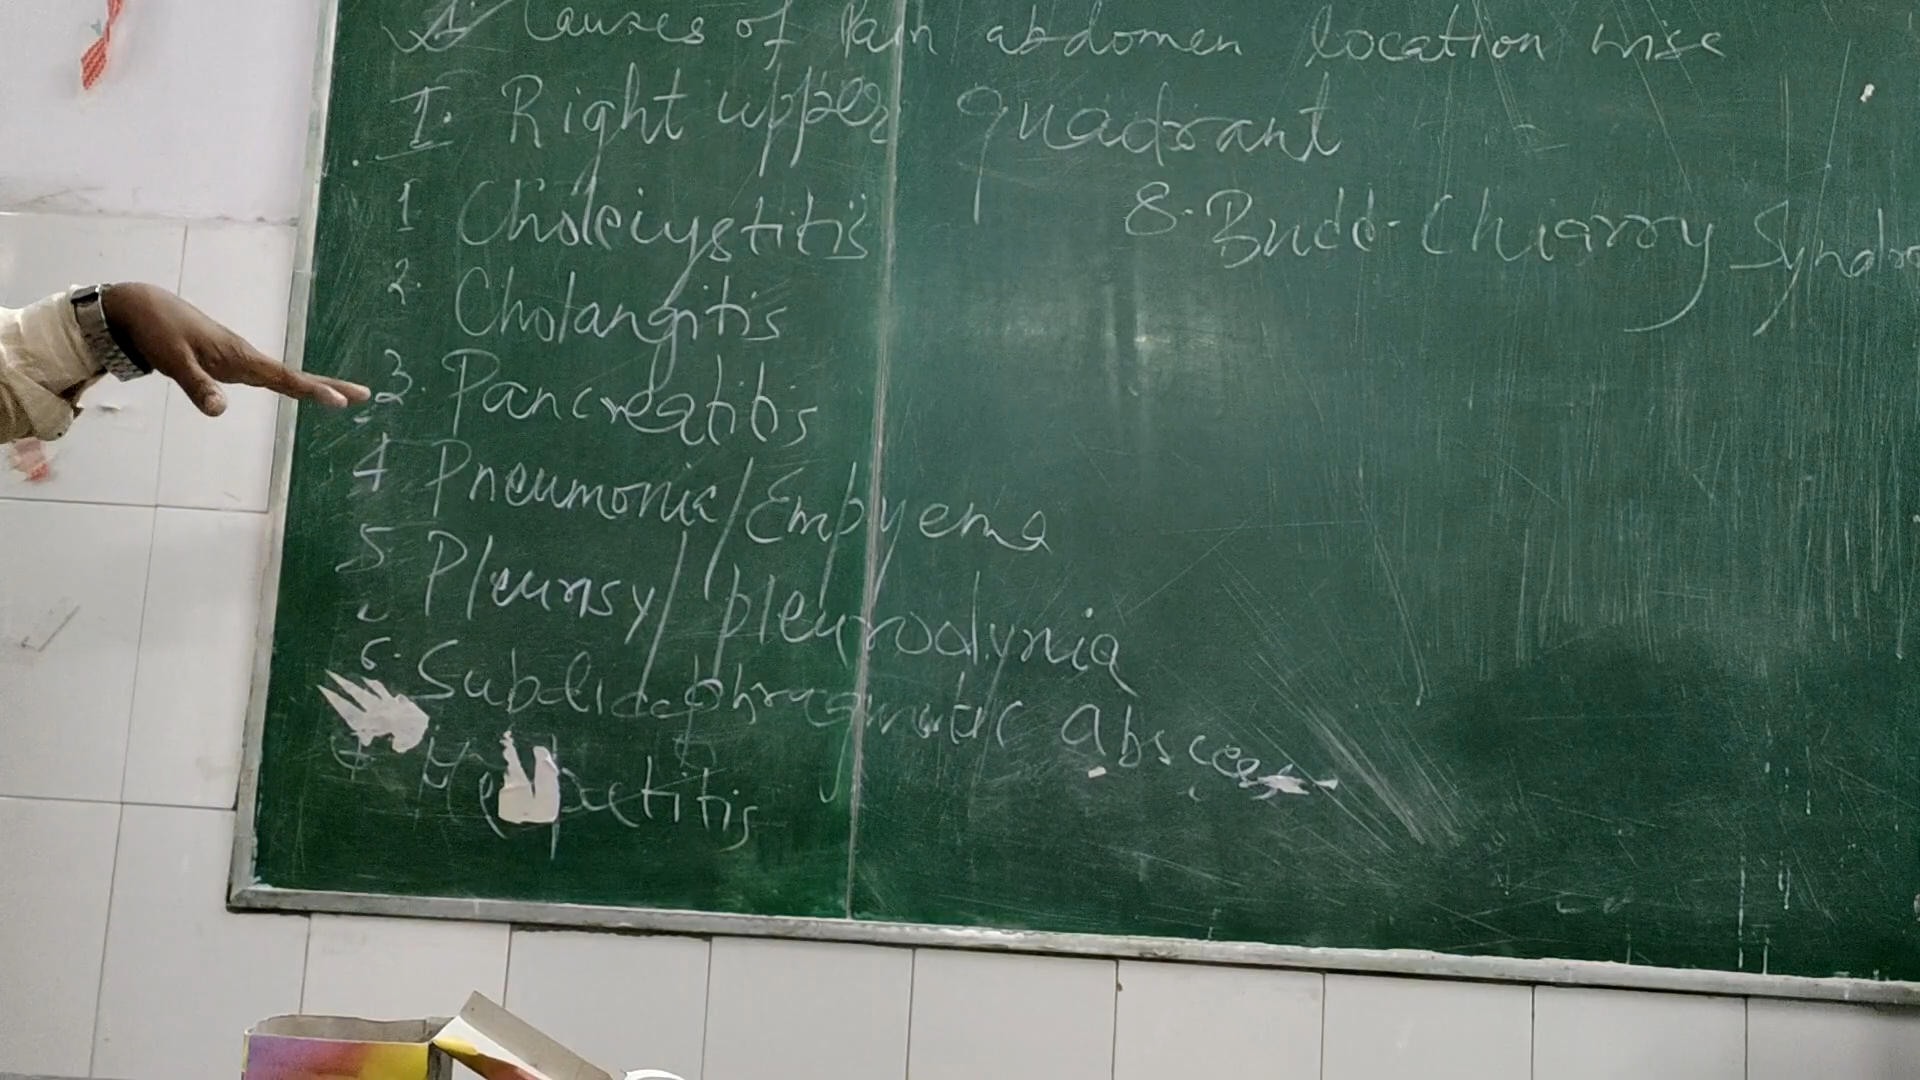 Causes of Pain abdomen location wise
I. Right upper quadrant
1 Choleiystitis
2. Cholangitis
3. Pancreatitis
4 Pneumonia/Empyema
5 Pleurisy/pleurodynia
6. Subdiaphragmatic abscess
Hepatitis
8. Budd-Chiarry Syndro